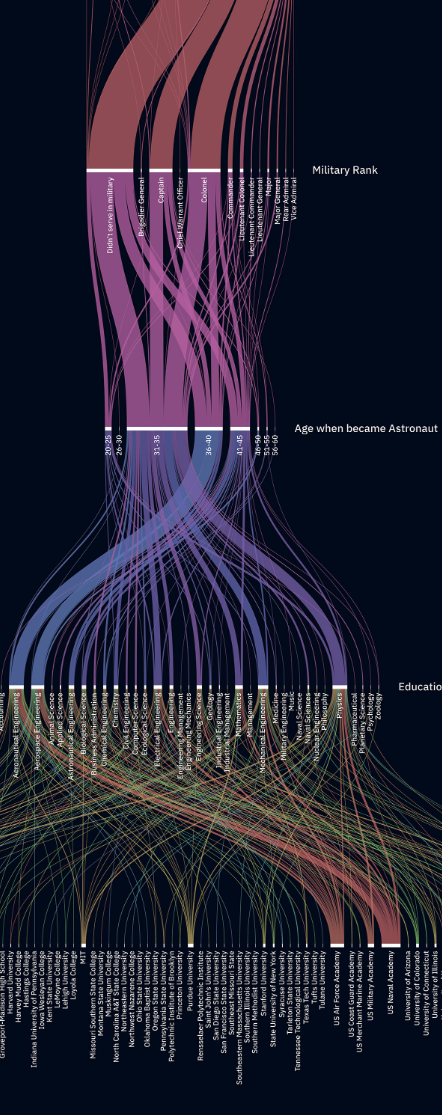 Military Rank
Didn't serve in military
Brigadier General
Captain
Chief Warrant Officer
Colonel
Commander
Lieutenant Colonel
Lieutenant Commander
Lieutenant General
Major
Major General
Rear Admiral
Vice Admiral
Age when became Astronaut
20-25
26-30
31-35
36-40
41-45
46-50
51-55
56-60
Educatio
Accounting
Aeronautical Engineering
Aerospace Engineering
Animal Science
Applied Science
Astronautical Engineering
Biological Science
Business Administration
Chemical Engineering
Chemistry
Civil Engineering
Computer Science
Ecological Science
Electrical Engineering
Engineering
Engineering Management
Engineering Mechanics
Engineering Science
Geology
Industrial Engineering
Industrial Management
Mathematics
Management
Mechanical Engineering
Medicine
Military Engineering
Music
Naval Science
Naval Sciences
Nuclear Engineering
Philosophy
Physics
Pharmaceutical
Planetary Science
Psychology
Zoology
Groveport-Madison High School
Harvard University
Harvey Mudd College
Hastings College
Indiana University of Pennsylvania
Iowa Wesleyan College
Kent State University
Lafayette College
Lehigh University
Loyola College
MIT
Missouri Southern State College
Montana State University
Muskingum College
North Carolina A&T State College
Northeastern University
Northwest Nazarene College
Ohio State University
Oklahoma Baptist University
Oregon State University
Pennsylvania State University
Polytechnic Institute of Brooklyn
Princeton University
Purdue University
Rensselaer Polytechnic Institute
Saint John's University
San Diego State University
San Francisco State University
Southeast Missouri State
Southeastern Massachusetts University
Southern Illinois University
Southern Methodist University
Stanford University
State University of New York
Syracuse University
Tarleton State University
Tennessee Technological University
Texas Tech University
Tufts University
Tulane University
US Air Force Academy
US Coast Guard Academy
US Merchant Marine Academy
US Military Academy
US Naval Academy
University of Arizona
University of Colorado
University of Connecticut
University of Illinois